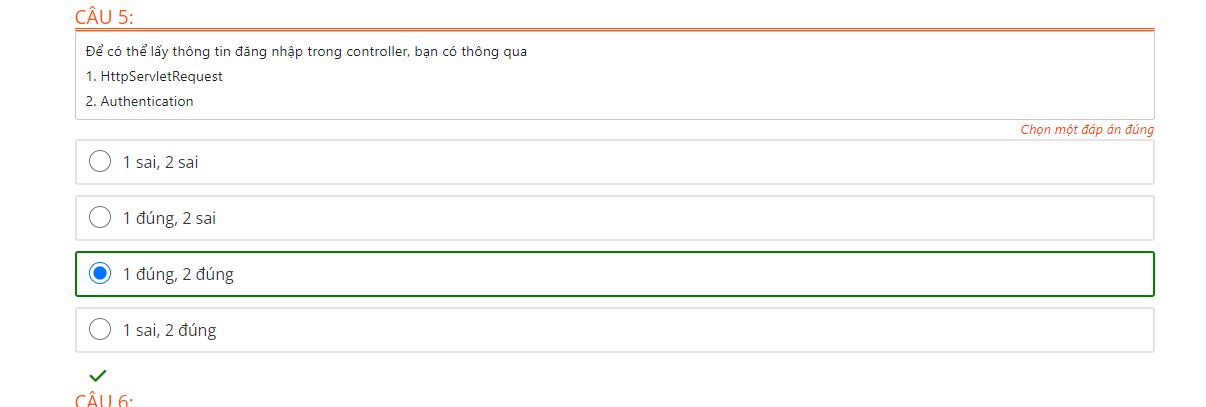 CÂU 5:
Để có thể lấy thông tin đăng nhập trong controller, bạn có thông qua
1. HttpServletRequest
2. Authentication
Chọn một đáp án đúng
1 sai, 2 sai
1 đúng, 2 sai
1 đúng, 2 đúng
1 sai, 2 đúng
CÂU 6: